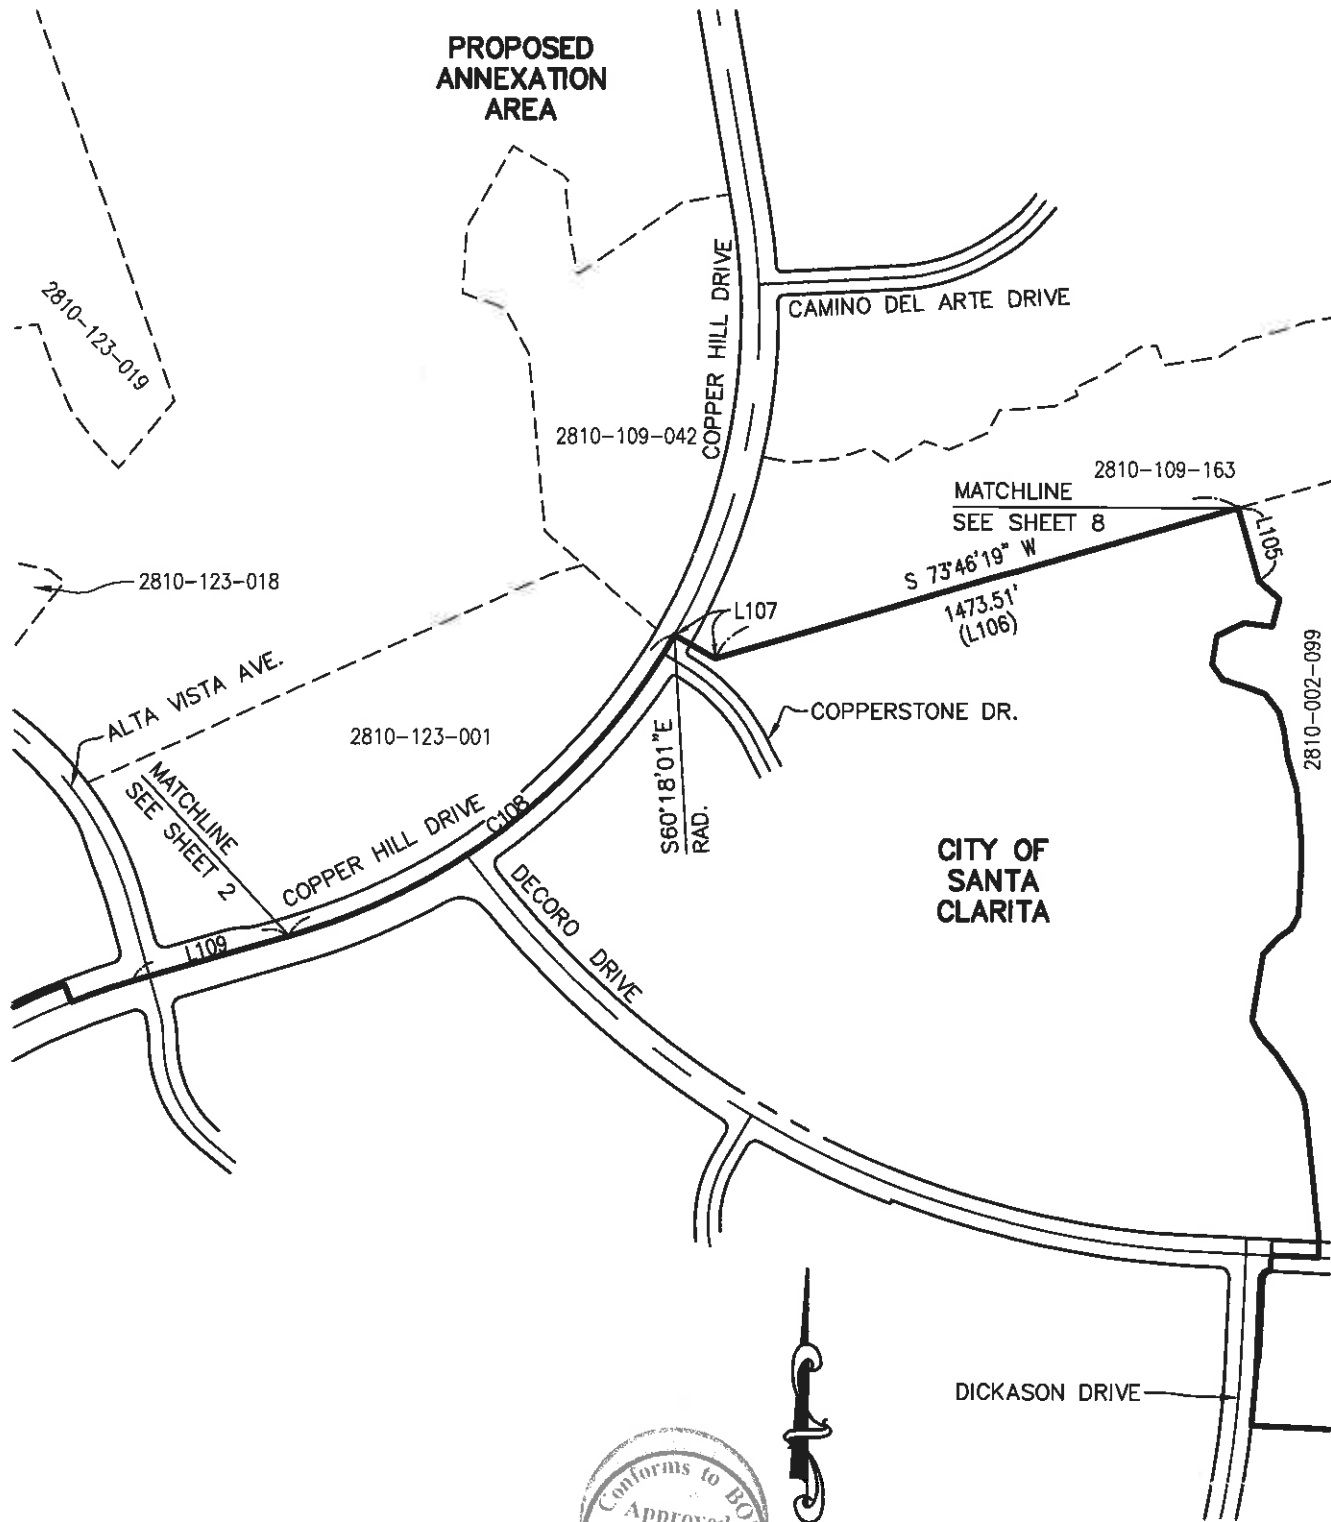 PROPOSED
ANNEXATION
AREA
2810-123-019
COPPER HILL DRIVE
CAMINO DEL ARTE DRIVE
2810-109-042
2810-109-163
MATCHLINE
SEE SHEET 8
L105
S 73°46'19" W
1473.51'
(L106)
2810-123-018
L107
2810-002-099
ALTA VISTA AVE.
COPPERSTONE DR.
2810-123-001
S60°18'01"E
RAD.
MATCHLINE
SEE SHEET 2
COPPER HILL DRIVE
C108
CITY OF
SANTA
CLARITA
DECORO DRIVE
L109
DICKASON DRIVE
Conforms to
Approved